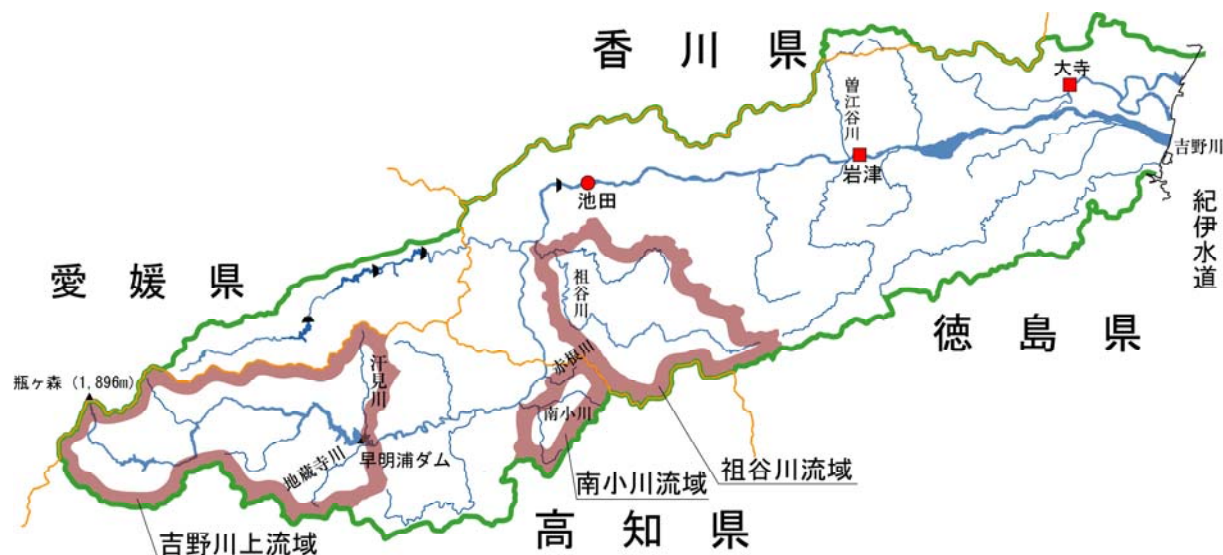 香川県
大寺
曽江谷川
吉野川
岩津
池田
紀伊水道
愛媛県
祖谷川
徳島県
瓶ヶ森（1,896m）
汗見川
赤根川
南小川
地蔵寺川
早明浦ダム
祖谷川流域
南小川流域
高知県
吉野川上流域